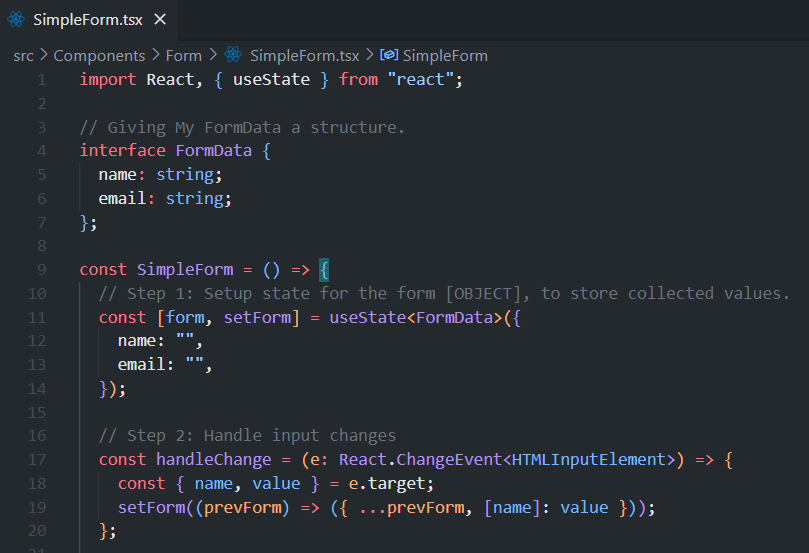 SimpleForm.tsx ×
src > Components > Form > SimpleForm.tsx > SimpleForm
1 import React, { useState } from "react";
2
3 // Giving My FormData a structure.
4 interface FormData {
5 name: string;
6 email: string;
7 };
8
9 const SimpleForm = () => {
10 // Step 1: Setup state for the form [OBJECT], to store collected values.
11 const [form, setForm] = useState<FormData>({
12 name: "",
13 email: "",
14 });
15
16 // Step 2: Handle input changes
17 const handleChange = (e: React.ChangeEvent<HTMLInputElement>) => {
18 const { name, value } = e.target;
19 setForm((prevForm) => ({ ...prevForm, [name]: value }));
20 };